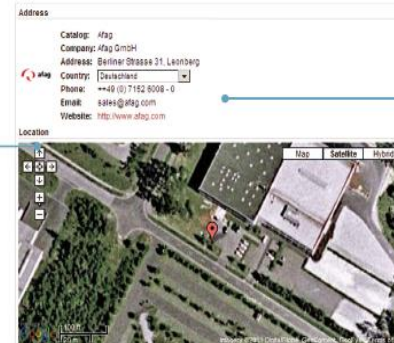 Address
Catalog: Afag
Company: Afag GmbH
Address: Berliner Strasse 31, Leonberg
afag
Country: Deutschland
Phone: ++49 (0) 7152 6008 - 0
Email: sales@afag.com
Website: http://www.afag.com
Location
Map Satellite Hybrid